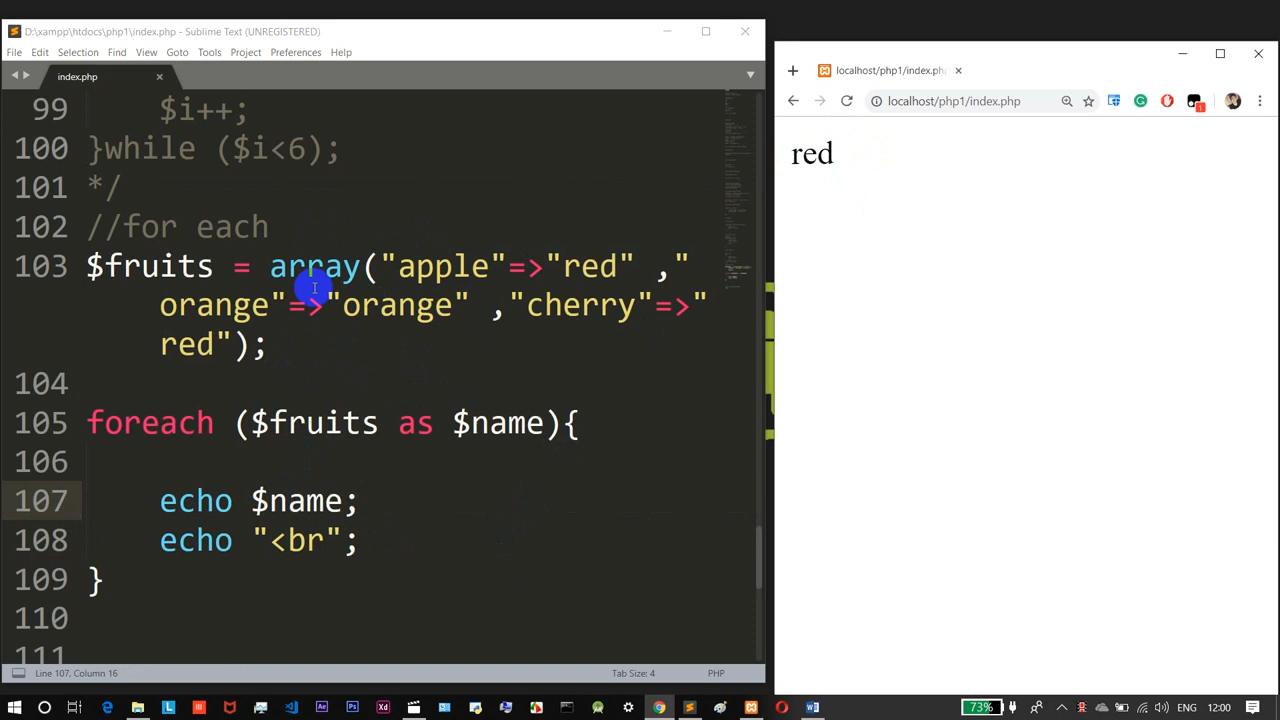 D:\xampp\htdocs\php1\index.php - Sublime Text (UNREGISTERED)
File Edit Selection Find View Goto Tools Project Preferences Help
index.php
99 $i++;
100 }while ($i<6);
101 */
102 //for each
103 $fruits = array("apple"=>"red" ,"
orange"=>"orange" ,"cherry"=>"
red");
104
105 foreach ($fruits as $name){
106
107 echo $name;
108 echo "<br";
109 }
110
111
Line 107, Column 16
Tab Size: 4
PHP
localhost/php1/index.ph
localhost/php1/index.php
1
red
73%
ENG
12:00